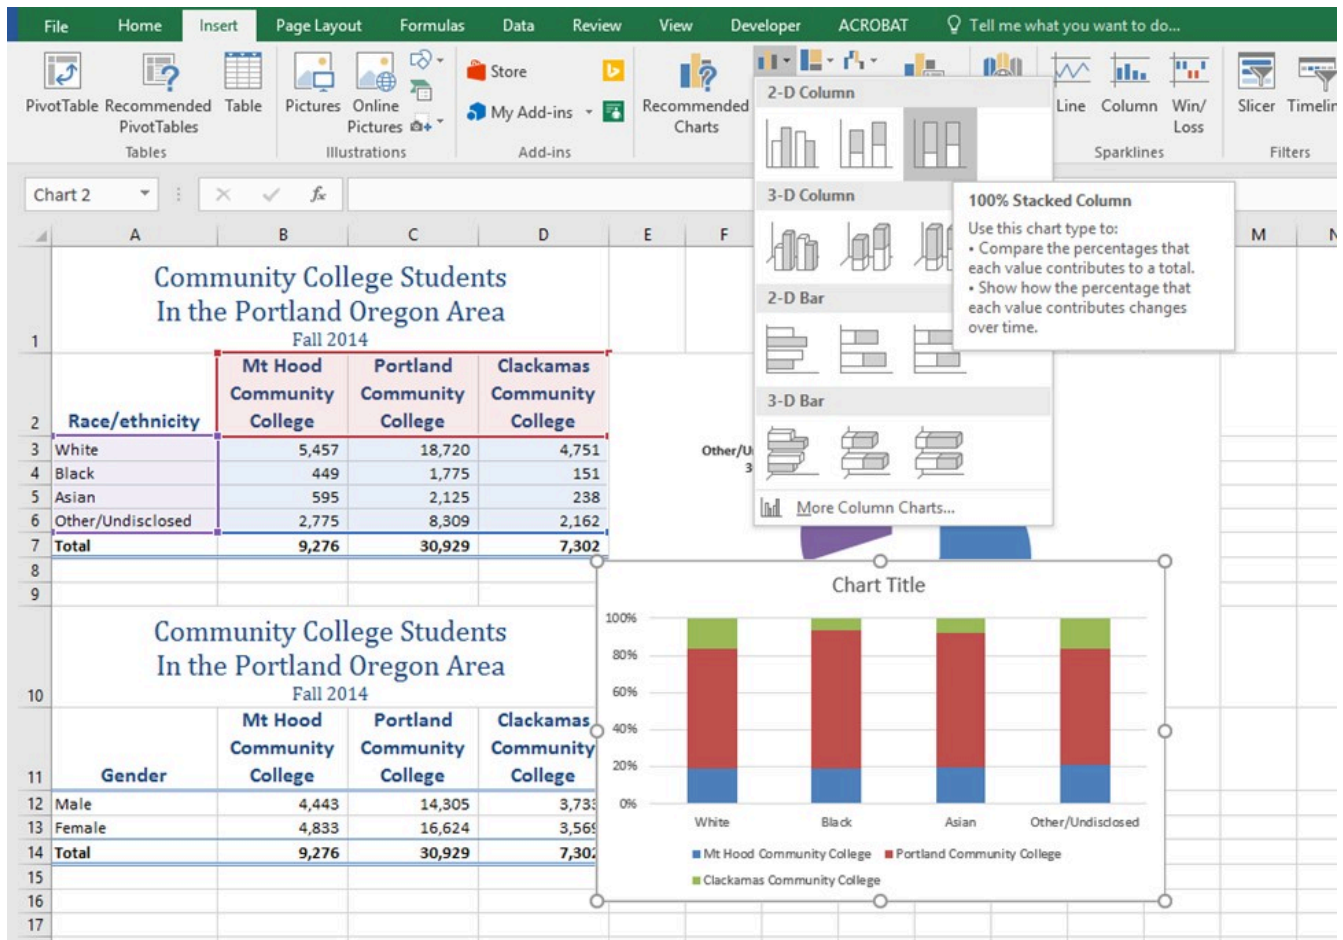 File Home Insert Page Layout Formulas Data Review View Developer ACROBAT Tell me what you want to do...
PivotTable Recommended PivotTables Table Pictures Online Pictures Store My Add-ins Recommended Charts Line Column Win/Loss Slicer
Tables Illustrations Add-ins Sparklines Filters
Chart 2 fx
2-D Column
3-D Column
2-D Bar
3-D Bar
More Column Charts...
100% Stacked Column
Use this chart type to:
• Compare the percentages that
each value contributes to a total.
• Show how the percentage that
each value contributes changes
over time.
A B C D E F M N
1
Community College Students
In the Portland Oregon Area
Fall 2014
2 Race/ethnicity Mt Hood Community College Portland Community College Clackamas Community College
3 White 5,457 18,720 4,751
4 Black 449 1,775 151
5 Asian 595 2,125 238
6 Other/Undisclosed 2,775 8,309 2,162
7 Total 9,276 30,929 7,302
8
9
10
Community College Students
In the Portland Oregon Area
Fall 2014
11 Gender Mt Hood Community College Portland Community College Clackamas Community College
12 Male 4,443 14,305
13 Female 4,833 16,624
14 Total 9,276 30,929
15
16
17
Chart Title
100%
80%
60%
40%
20%
0%
White Black Asian Other/Undisclosed
Mt Hood Community College Portland Community College
Clackamas Community College